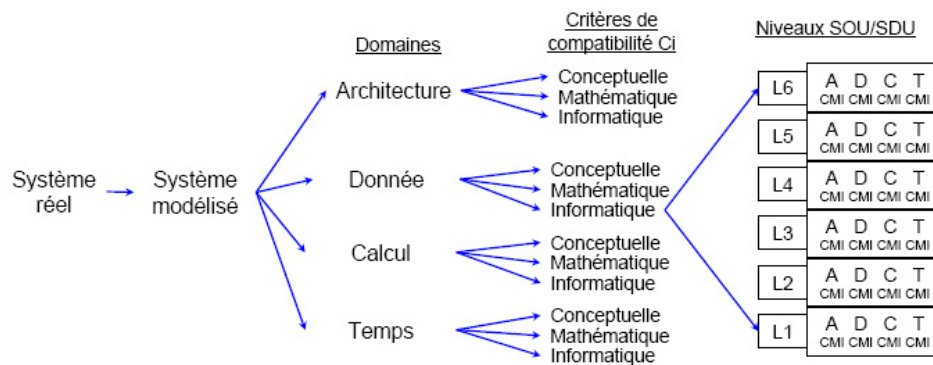 Domaines
Critères de
compatibilité Ci
Niveaux SOU/SDU
Système
réel
Système
modélisé
Architecture
Conceptuelle
Mathématique
Informatique
Donnée
Conceptuelle
Mathématique
Informatique
Calcul
Conceptuelle
Mathématique
Informatique
Temps
Conceptuelle
Mathématique
Informatique
L6
A D C T
CMI CMI CMI CMI
L5
A D C T
CMI CMI CMI CMI
L4
A D C T
CMI CMI CMI CMI
L3
A D C T
CMI CMI CMI CMI
L2
A D C T
CMI CMI CMI CMI
L1
A D C T
CMI CMI CMI CMI